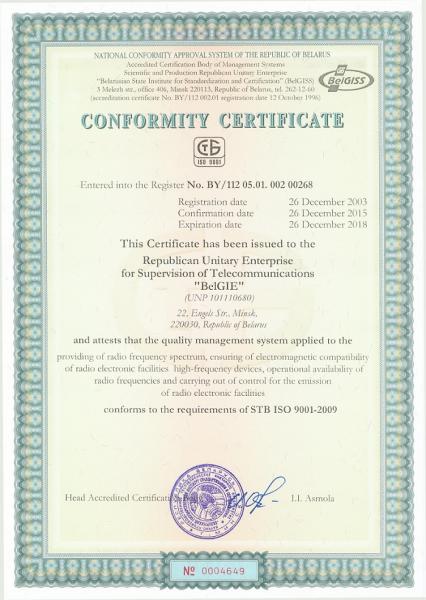 NATIONAL CONFORMITY APPROVAL SYSTEM OF THE REPUBLIC OF BELARUS
Accredited Certification Body of Management Systems
Scientific and Production Republican Unitary Enterprise
"Belarusian State Institute for Standardization and Certification" (BelGISS)
3 Melezh str., office 406, Minsk 220113, Republic of Belarus, tel. 262-12-60
(accreditation certificate No. BY/112 002.01 registration date 12 October 1996)
BelGISS
CONFORMITY CERTIFICATE
СТБ
ISO 9001
Entered into the Register No. BY/112 05.01. 002 00268
Registration date 26 December 2003
Confirmation date 26 December 2015
Expiration date 26 December 2018
This Certificate has been issued to the
Republican Unitary Enterprise
for Supervision of Telecommunications
"BelGIE"
(UNP 101110680)
22, Engels Str., Minsk,
220030, Republic of Belarus
and attests that the quality management system applied to the
providing of radio frequency spectrum, ensuring of electromagnetic compatibility
of radio electronic facilities high-frequency devices, operational availability of
radio frequencies and carrying out of control for the emission
of radio electronic facilities
conforms to the requirements of STB ISO 9001-2009
Head Accredited Certification Body I.I. Asmola
№ 0004649